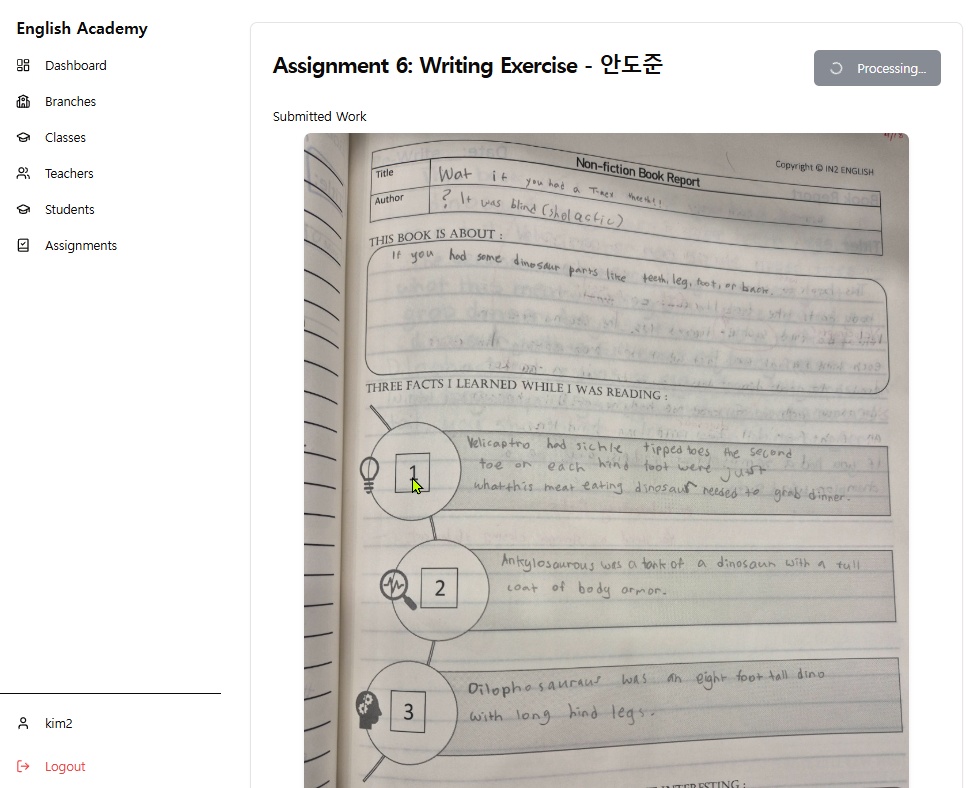 English Academy
Dashboard
Branches
Classes
Teachers
Students
Assignments
kim2
Logout
Assignment 6: Writing Exercise - 안도준
Processing...
Submitted Work
Non-fiction Book Report
Copyright © IN2 ENGLISH
Title
Wat it you had a T.rex theeth!!
Author
? It was blind (sholactic)
THIS BOOK IS ABOUT :
If you had some dinosaur parts like teeth, leg, foot, or back.
THREE FACTS I LEARNED WHILE I WAS READING :
1
Velicaptro had sichle tipped toes the second
toe on each hind foot were just
what this meat eating dinosaur needed to grab dinner.
2
Ankylosaurous was a tank of a dinosaur with a full
coat of body armor.
3
Dilophosauraus was an eight foot tall dino
with long hind legs.
INTERESTING :